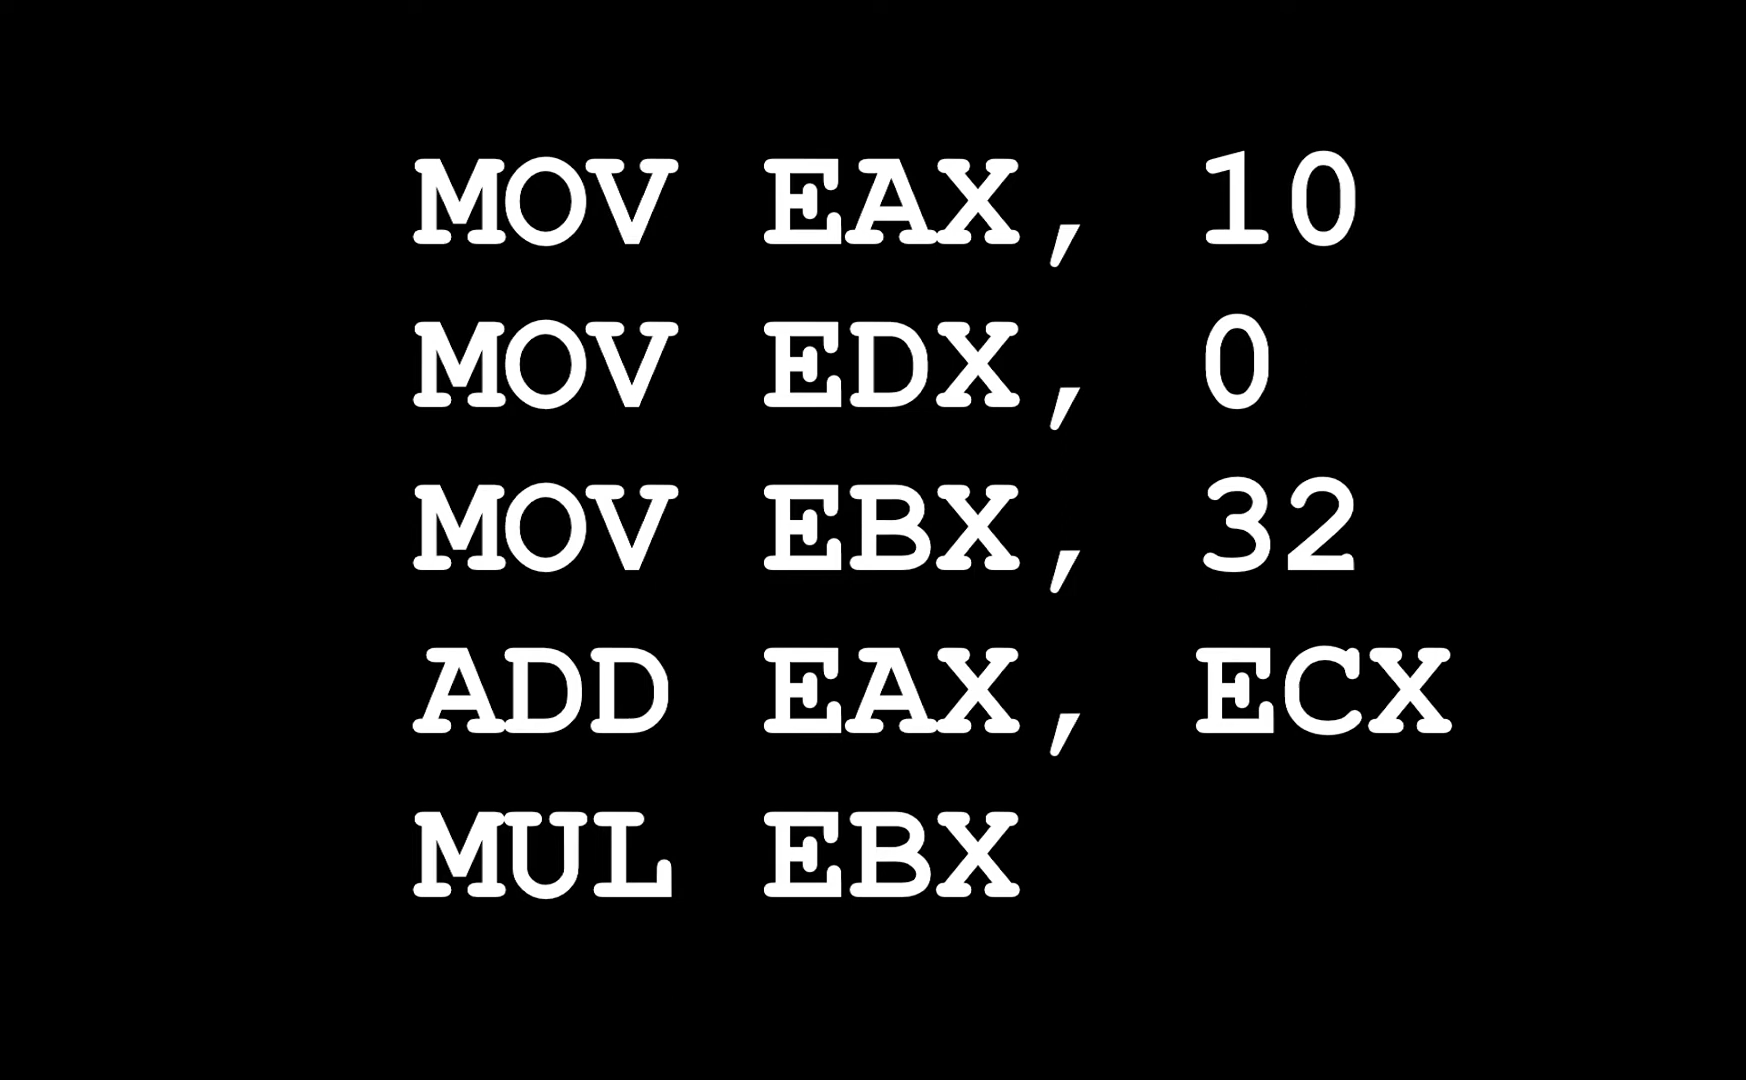 MOV EAX, 10
MOV EDX, 0
MOV EBX, 32
ADD EAX, ECX
MUL EBX